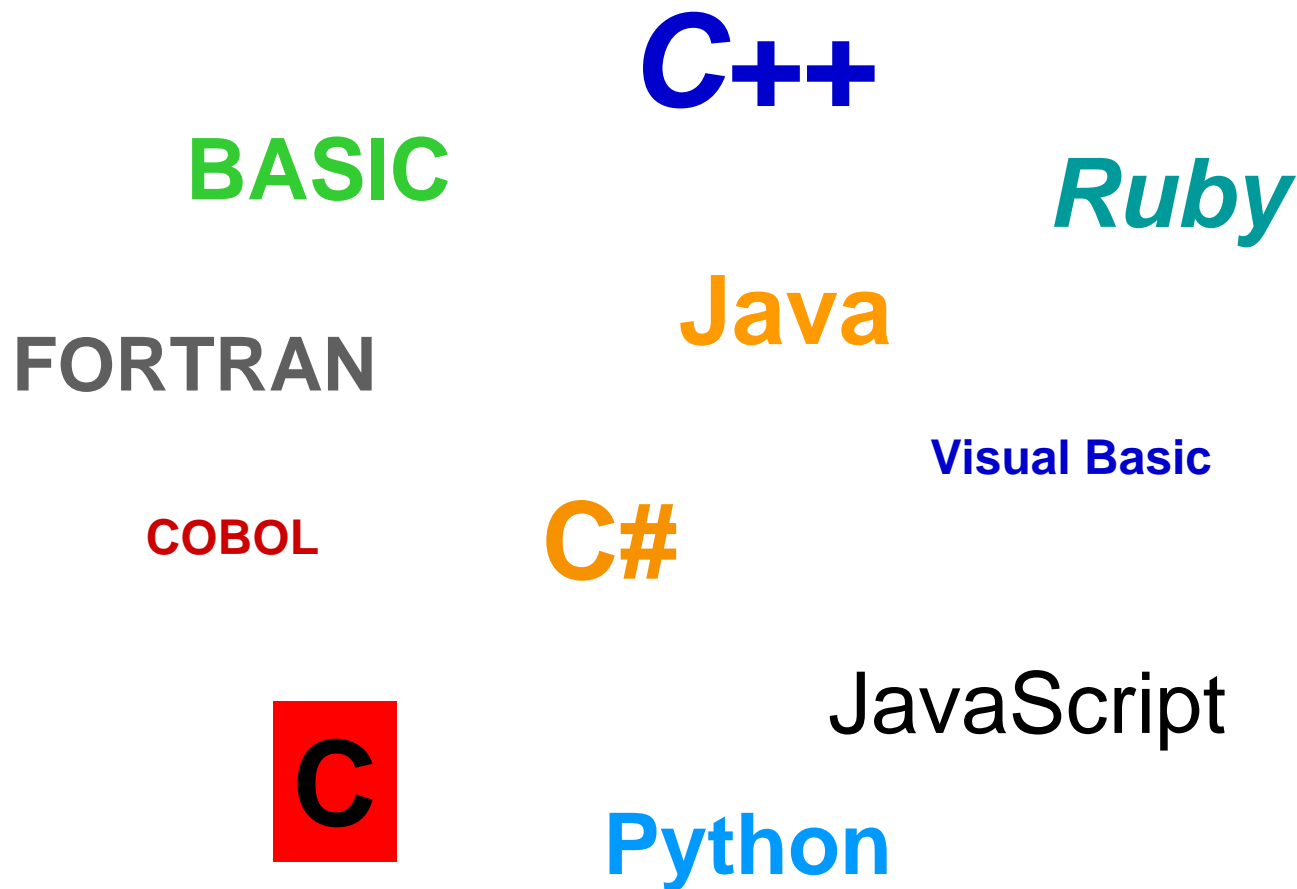 C++
BASIC
Ruby
Java
FORTRAN
Visual Basic
COBOL
C#
JavaScript
C
Python